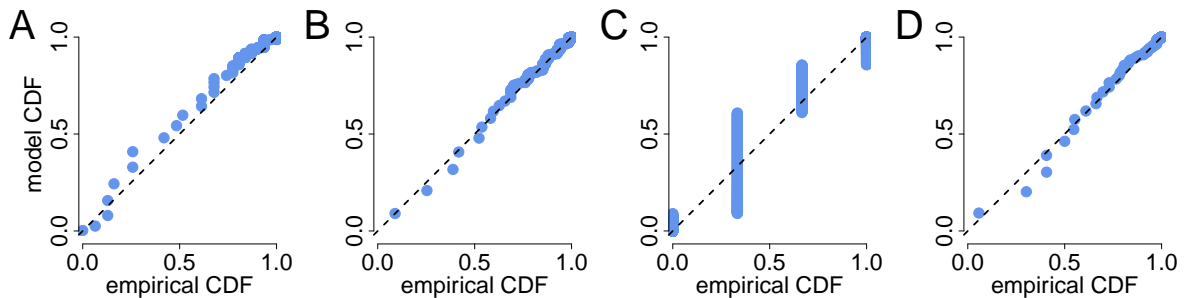 A B C D
model CDF
1.0 1.0 1.0 1.0
0.5 0.5 0.5 0.5
0.0 0.0 0.0 0.0
0.0 0.5 1.0 0.0 0.5 1.0 0.0 0.5 1.0 0.0 0.5 1.0
empirical CDF empirical CDF empirical CDF empirical CDF